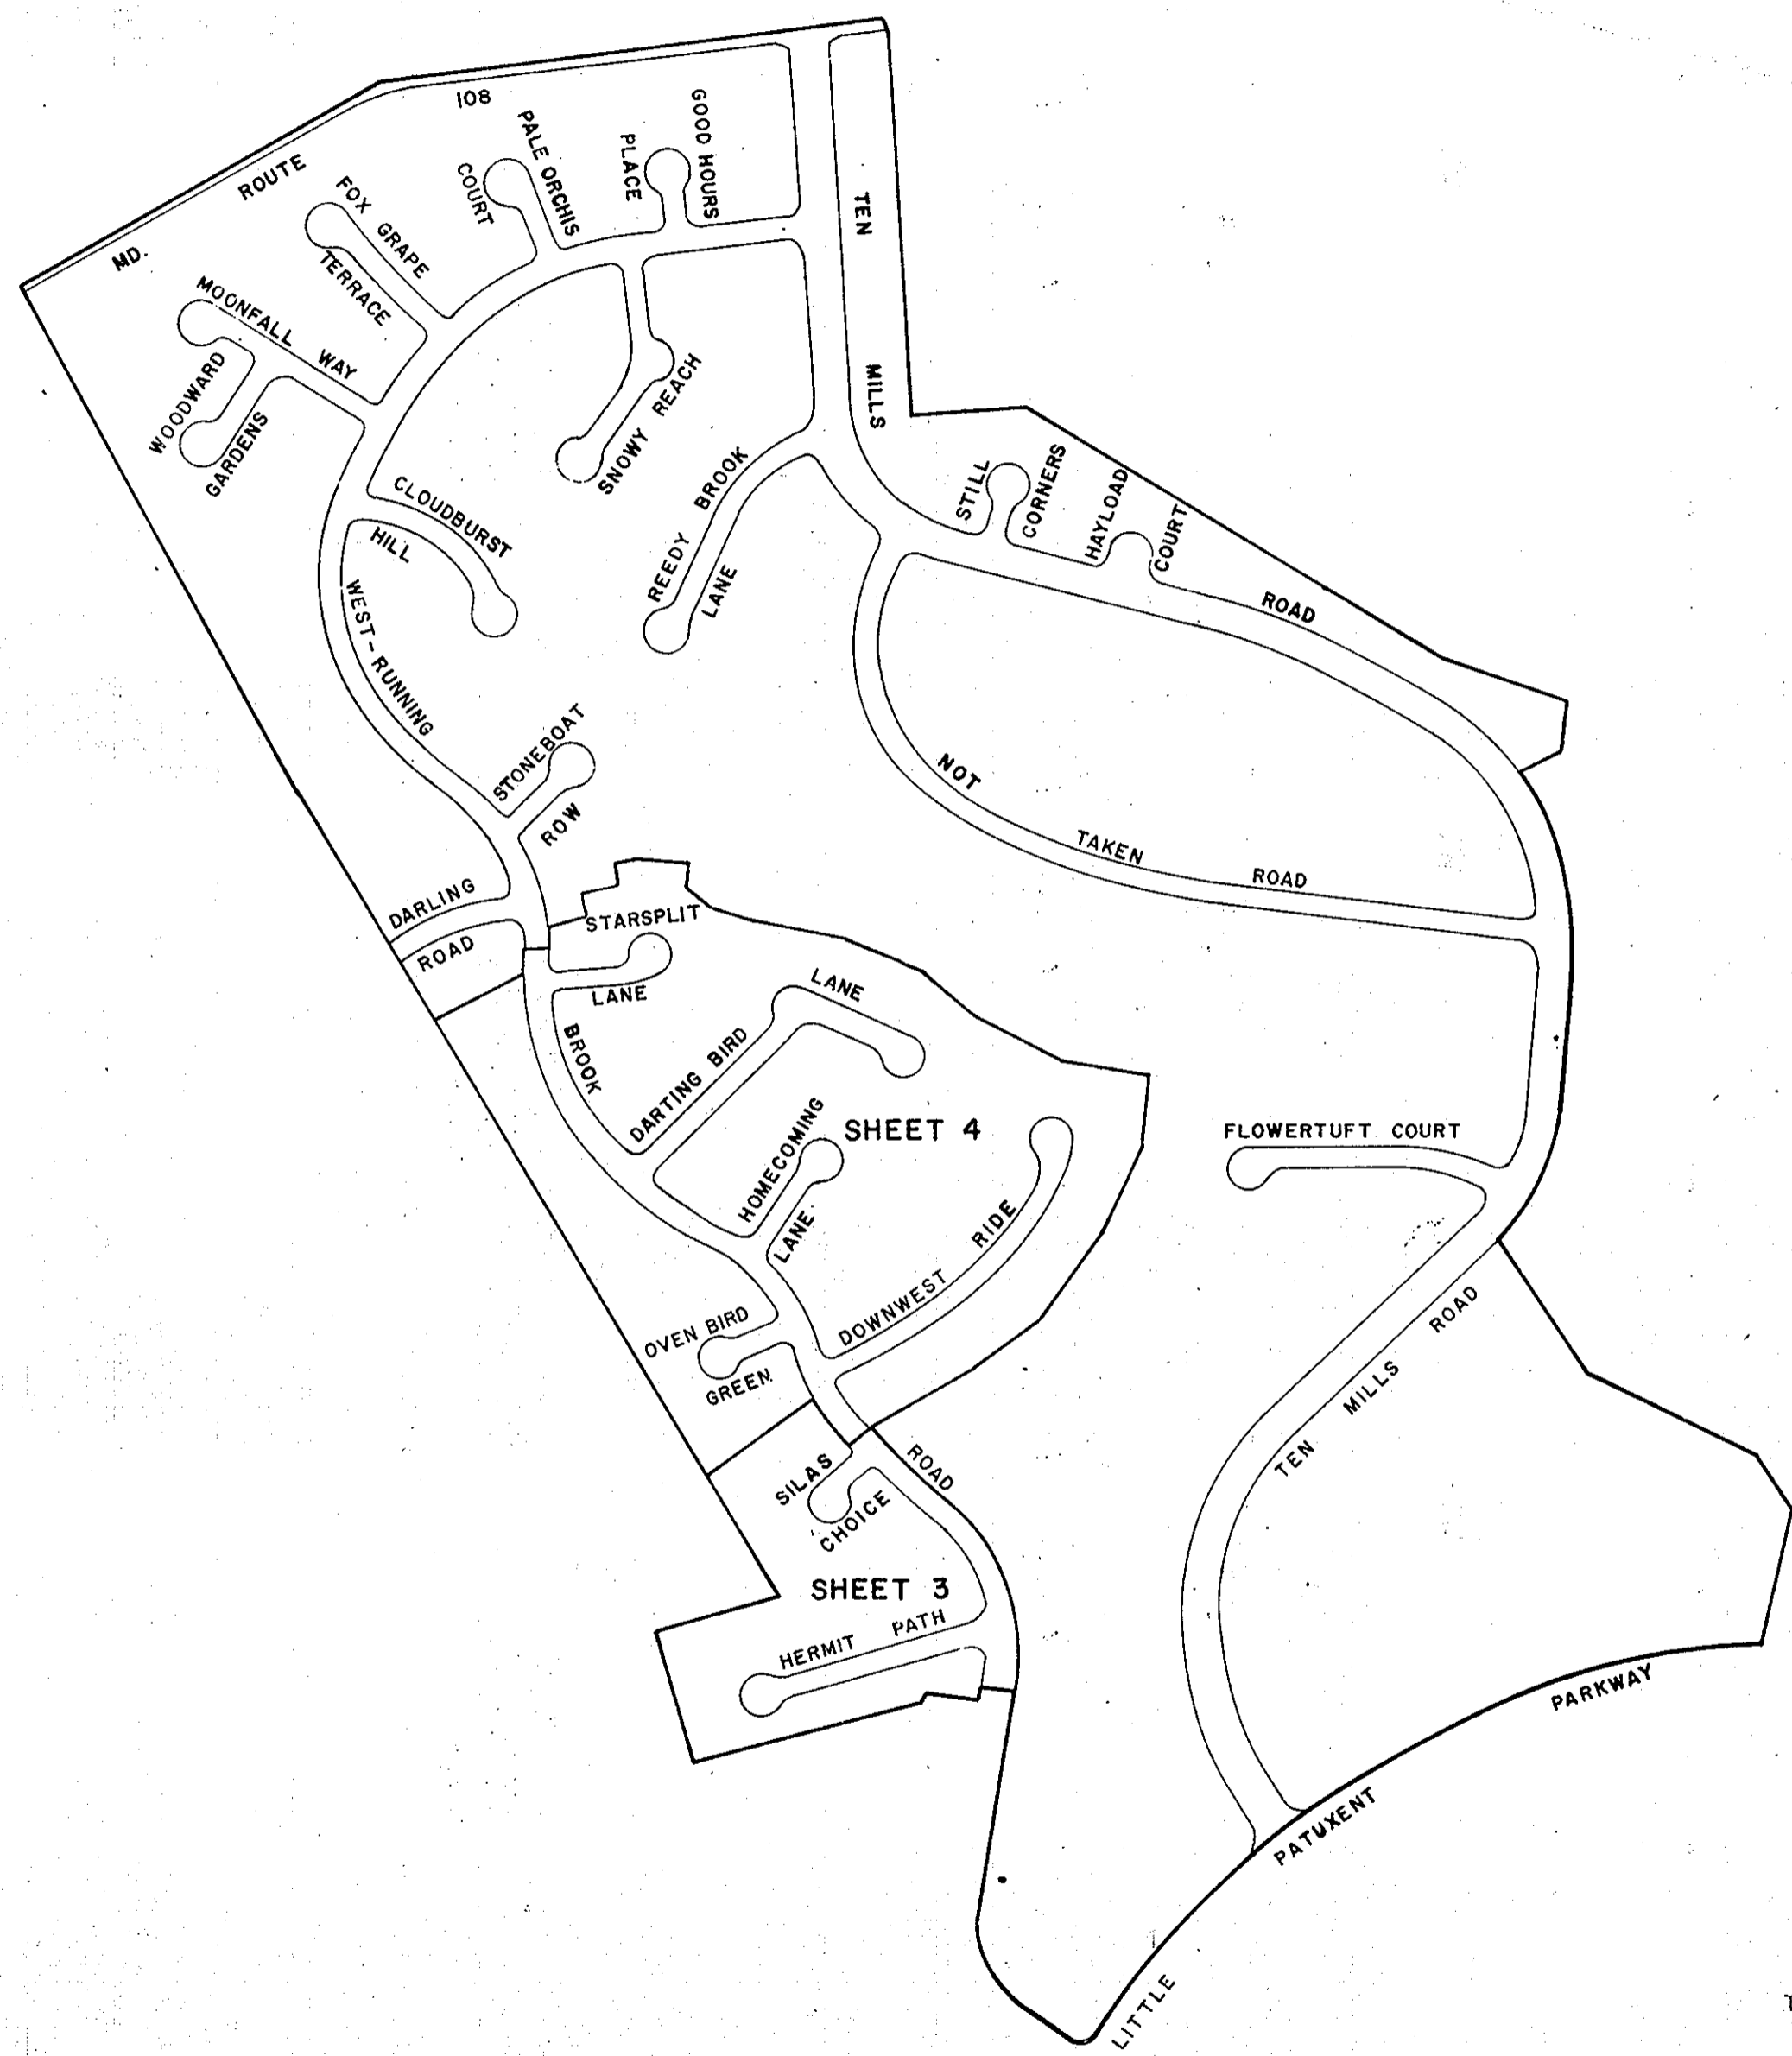 MD. ROUTE 108
PALE ORCHIS
COURT
GOOD HOURS
PLACE
FOX GRAPE
TERRACE
MOONFALL WAY
WOODWARD
GARDENS
TEN MILLS
SNOWY REACH
CLOUDBURST
HILL
REEDY BROOK
LANE
STILL
CORNERS
HAYLOAD
COURT
ROAD
WEST-RUNNING
STONEBOAT
ROW
NOT TAKEN ROAD
DARLING
ROAD
STARSPLIT
LANE
BROOK
DARTING BIRD
LANE
HOMECOMING
LANE
SHEET 4
FLOWERTUFT COURT
DOWNWEST RIDE
OVEN BIRD
GREEN
TEN MILLS ROAD
ROAD
SILAS
CHOICE
SHEET 3
HERMIT PATH
LITTLE PATUXENT PARKWAY